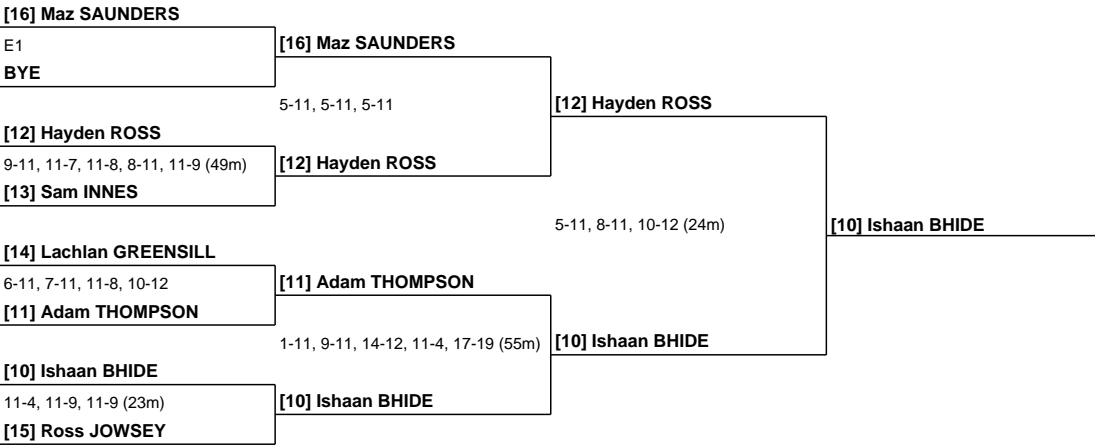 [16] Maz SAUNDERS
E1
BYE
[16] Maz SAUNDERS
5-11, 5-11, 5-11
[12] Hayden ROSS
[12] Hayden ROSS
9-11, 11-7, 11-8, 8-11, 11-9 (49m)
[13] Sam INNES
[12] Hayden ROSS
5-11, 8-11, 10-12 (24m)
[10] Ishaan BHIDE
[14] Lachlan GREENSILL
6-11, 7-11, 11-8, 10-12
[11] Adam THOMPSON
[11] Adam THOMPSON
1-11, 9-11, 14-12, 11-4, 17-19 (55m)
[10] Ishaan BHIDE
[10] Ishaan BHIDE
11-4, 11-9, 11-9 (23m)
[15] Ross JOWSEY
[10] Ishaan BHIDE